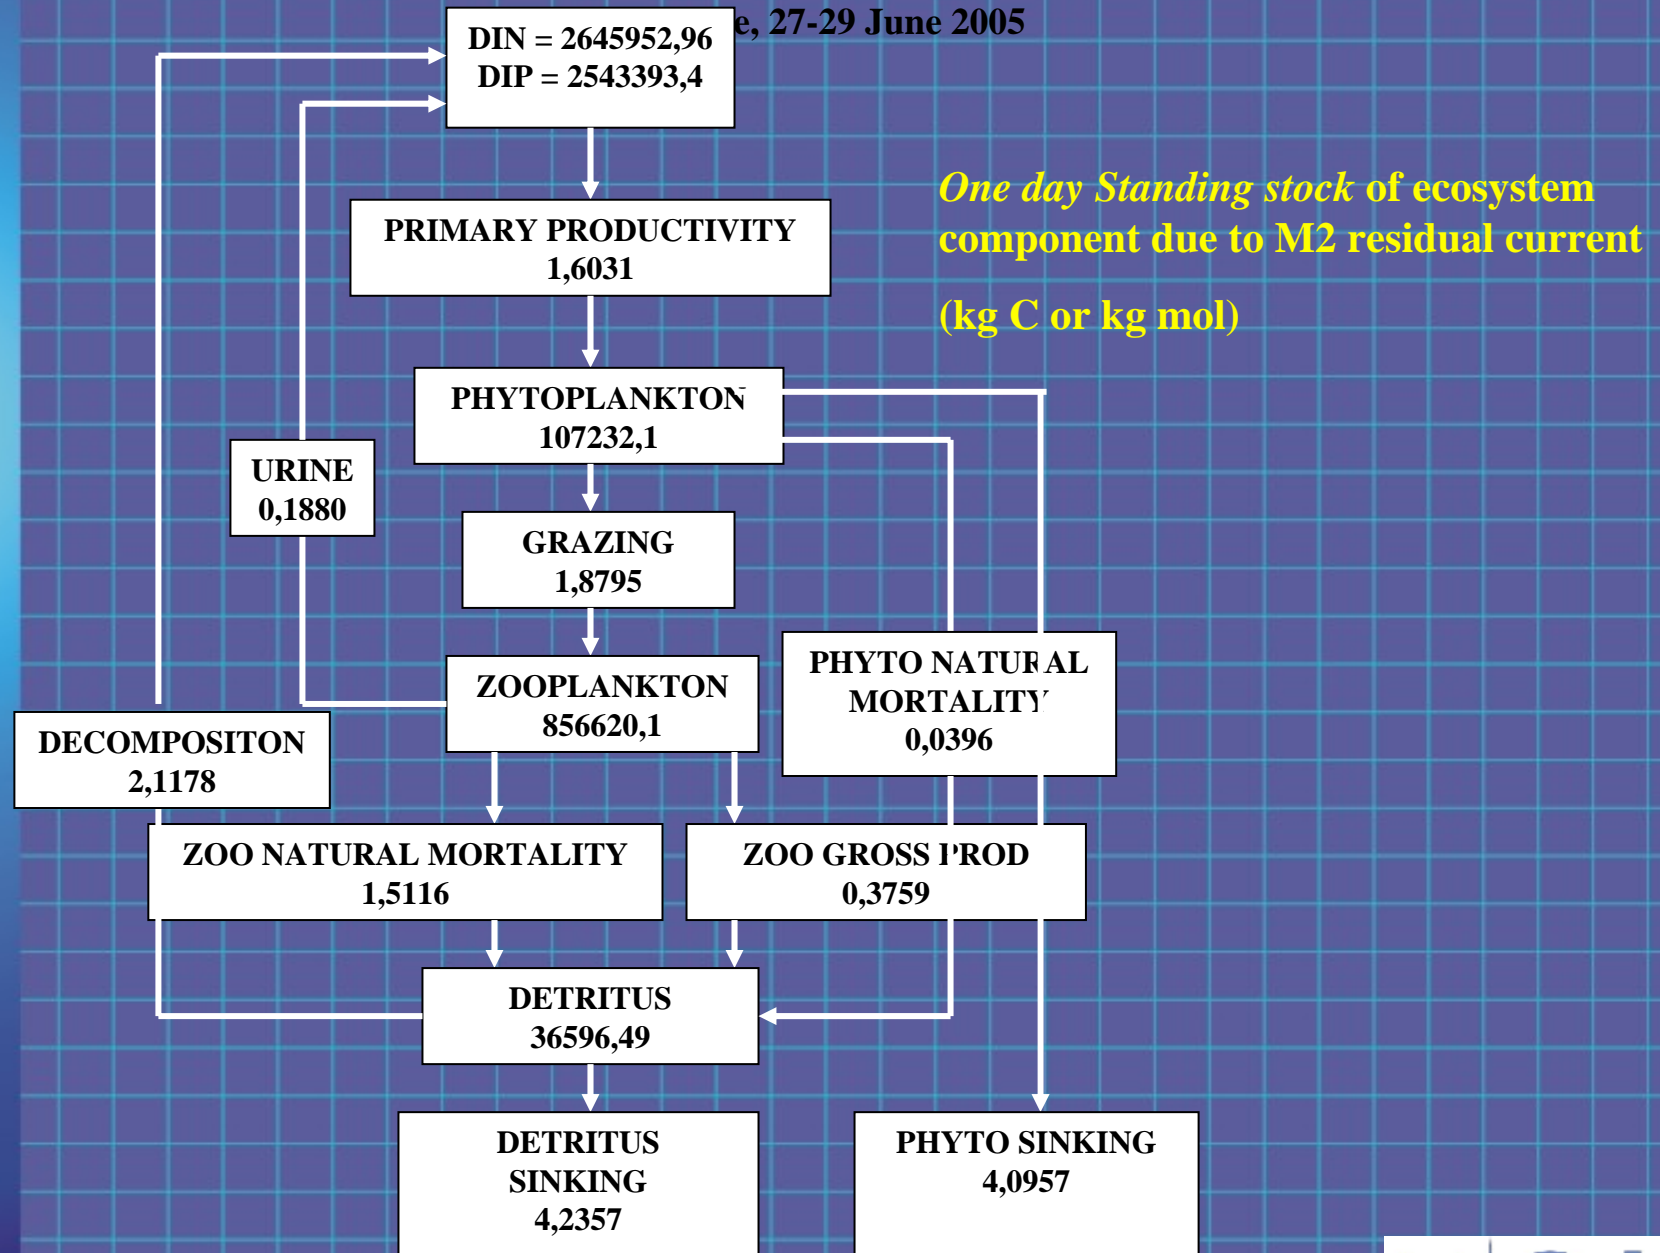 e, 27-29 June 2005
DIN = 2645952,96
DIP = 2543393,4
One day Standing stock of ecosystem
component due to M2 residual current
(kg C or kg mol)
PRIMARY PRODUCTIVITY
1,6031
PHYTOPLANKTON
107232,1
URINE
0,1880
GRAZING
1,8795
PHYTO NATURAL
MORTALITY
0,0396
ZOOPLANKTON
856620,1
DECOMPOSITON
2,1178
ZOO NATURAL MORTALITY
1,5116
ZOO GROSS PROD
0,3759
DETRITUS
36596,49
DETRITUS
SINKING
4,2357
PHYTO SINKING
4,0957